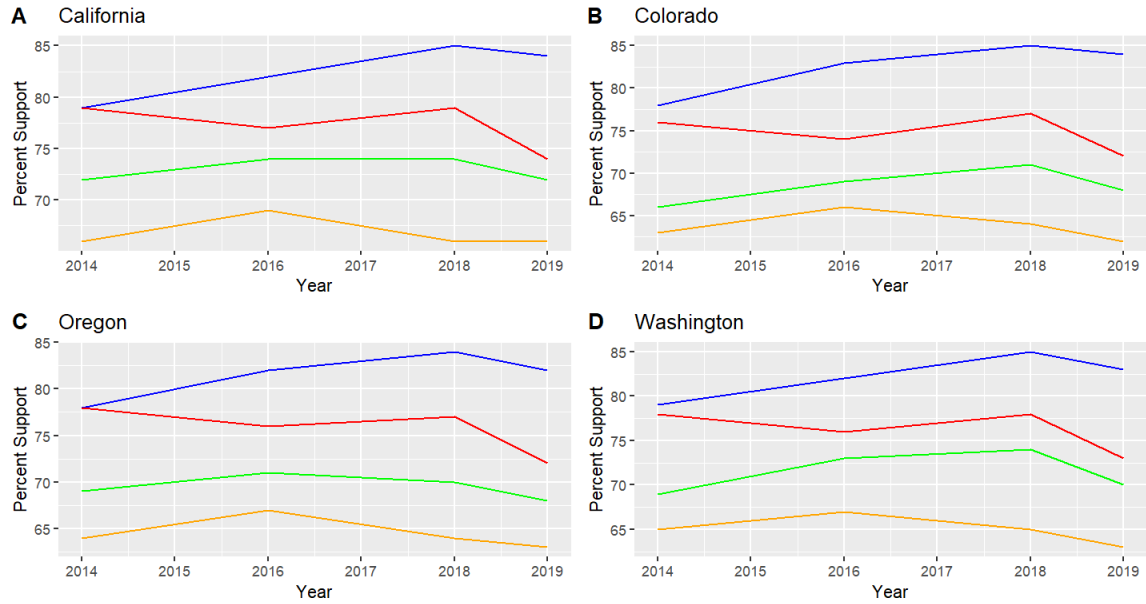 A California
85
80
75
70
Percent Support
2014 2015 2016 2017 2018 2019
Year
B Colorado
85
80
75
70
65
Percent Support
2014 2015 2016 2017 2018 2019
Year
C Oregon
85
80
75
70
65
Percent Support
2014 2015 2016 2017 2018 2019
Year
D Washington
85
80
75
70
65
Percent Support
2014 2015 2016 2017 2018 2019
Year